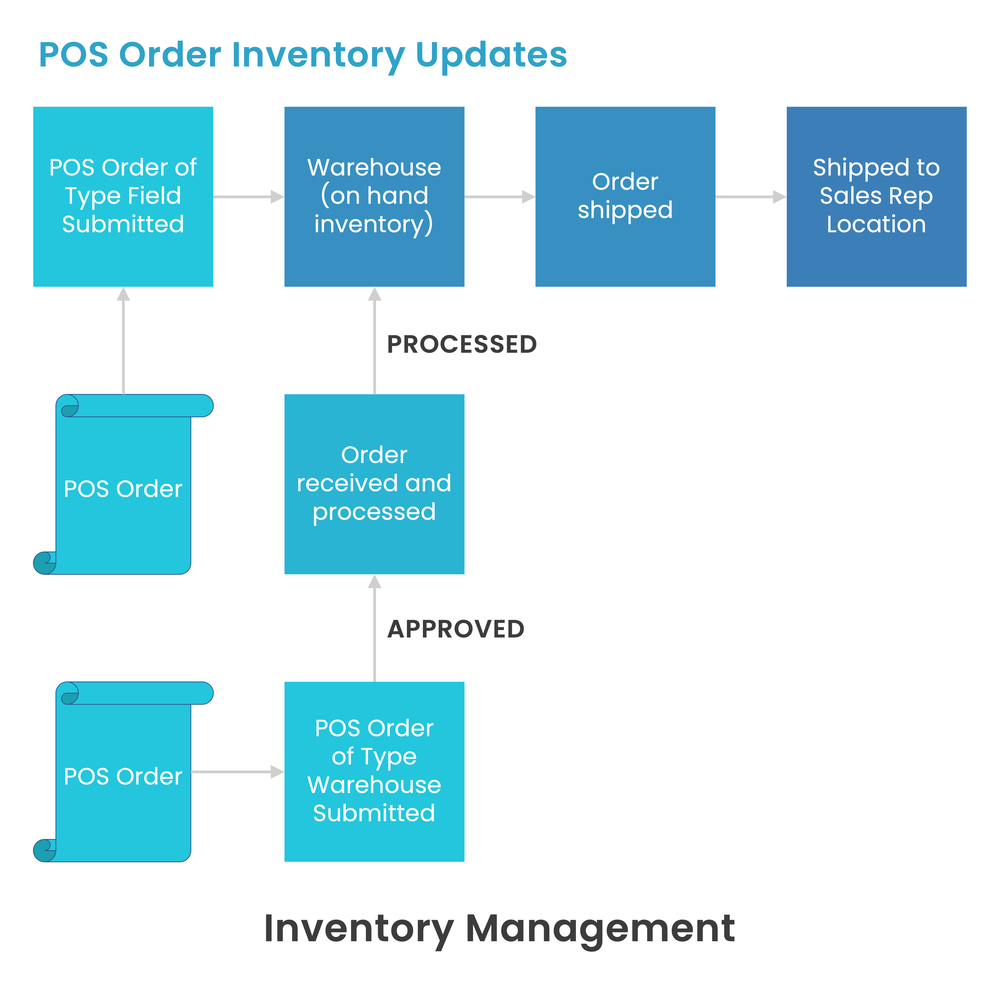 POS Order Inventory Updates
POS Order of
Type Field
Submitted
Warehouse
(on hand
inventory)
Order
shipped
Shipped to
Sales Rep
Location
PROCESSED
POS Order
Order
received and
processed
APPROVED
POS Order
POS Order
of Type
Warehouse
Submitted
Inventory Management